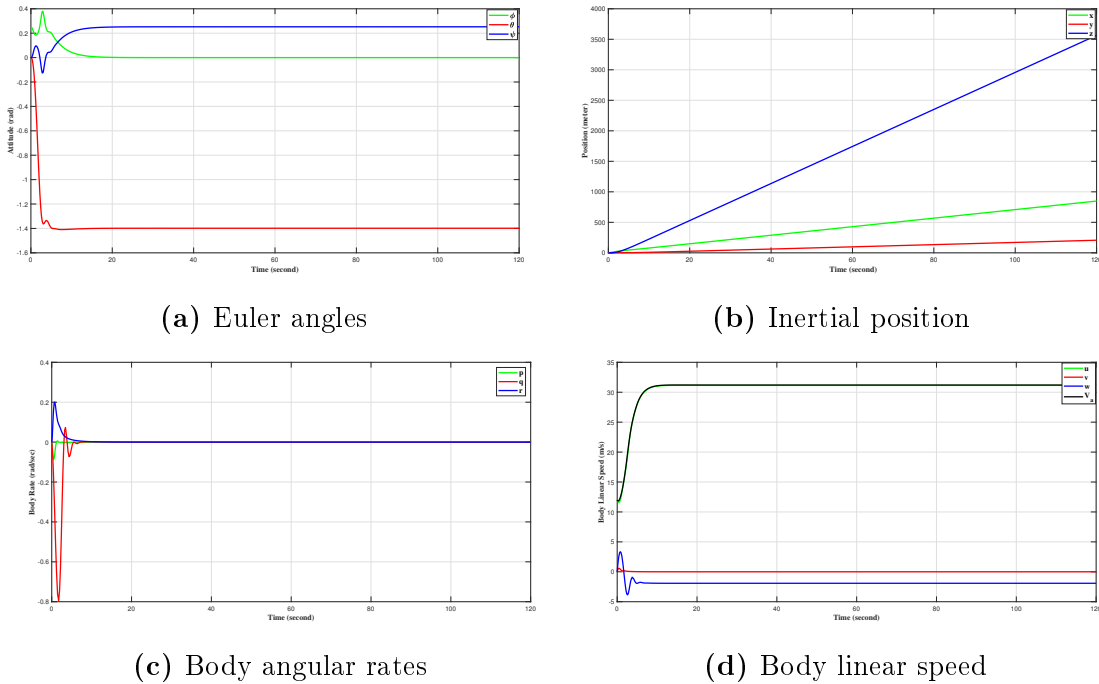 0.4
0.2
0
-0.2
-0.4
-0.6
-0.8
-1
-1.2
-1.4
-1.6
Attitude (rad)
0 20 40 60 80 100 120
Time (second)
ϕ
θ
ψ
(a) Euler angles
4000
3500
3000
2500
2000
1500
1000
500
0
Position (meter)
0 20 40 60 80 100 120
Time (second)
x
y
z
(b) Inertial position
0.4
0.2
0
-0.2
-0.4
-0.6
-0.8
Body Rate (rad/sec)
0 20 40 60 80 100 120
Time (second)
p
q
r
(c) Body angular rates
35
30
25
20
15
10
5
0
-5
Body Linear Speed (m/s)
0 20 40 60 80 100 120
Time (second)
u
v
w
V_a
(d) Body linear speed